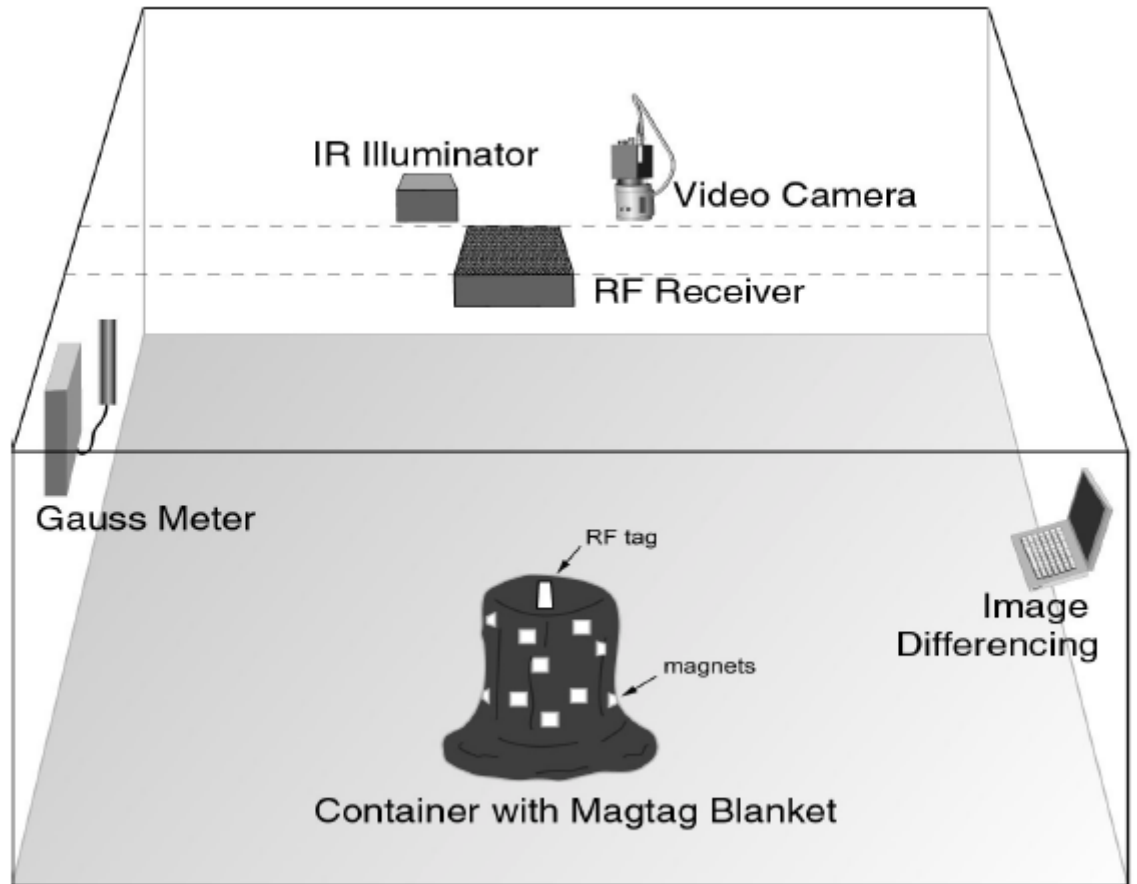 IR Illuminator
Video Camera
RF Receiver
Gauss Meter
RF tag
Image
Differencing
magnets
Container with Magtag Blanket